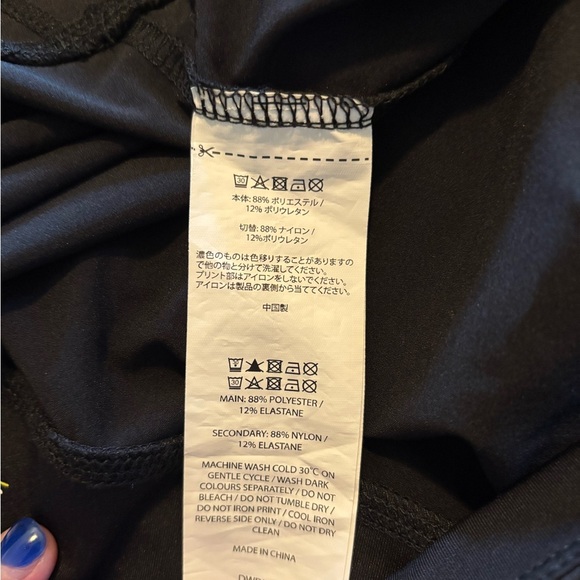 本体: 88% ポリエステル /
12% ポリウレタン
切替: 88% ナイロン /
12%ポリウレタン
濃色のものは色移りすることがありますの
で他の物と分けて洗濯してください。
プリント部はアイロンをしないでください。
アイロンは製品の裏側から当ててください。
中国製
MAIN: 88% POLYESTER /
12% ELASTANE
SECONDARY: 88% NYLON /
12% ELASTANE
MACHINE WASH COLD 30°C ON
GENTLE CYCLE / WASH DARK
COLOURS SEPARATELY / DO NOT
BLEACH / DO NOT TUMBLE DRY /
DO NOT IRON PRINT / COOL IRON
REVERSE SIDE ONLY / DO NOT DRY
CLEAN
MADE IN CHINA